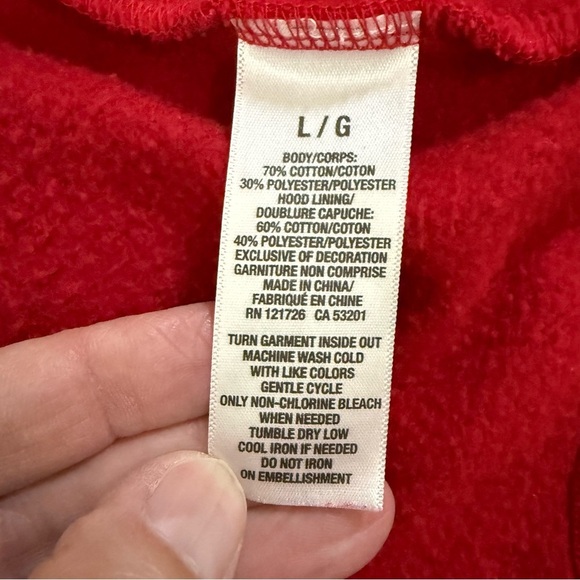 L / G
BODY/CORPS:
70% COTTON/COTON
30% POLYESTER/POLYESTER
HOOD LINING/
DOUBLURE CAPUCHE:
60% COTTON/COTON
40% POLYESTER/POLYESTER
EXCLUSIVE OF DECORATION
GARNITURE NON COMPRISE
MADE IN CHINA/
FABRIQUÉ EN CHINE
RN 121726 CA 53201
TURN GARMENT INSIDE OUT
MACHINE WASH COLD
WITH LIKE COLORS
GENTLE CYCLE
ONLY NON-CHLORINE BLEACH
WHEN NEEDED
TUMBLE DRY LOW
COOL IRON IF NEEDED
DO NOT IRON
ON EMBELLISHMENT